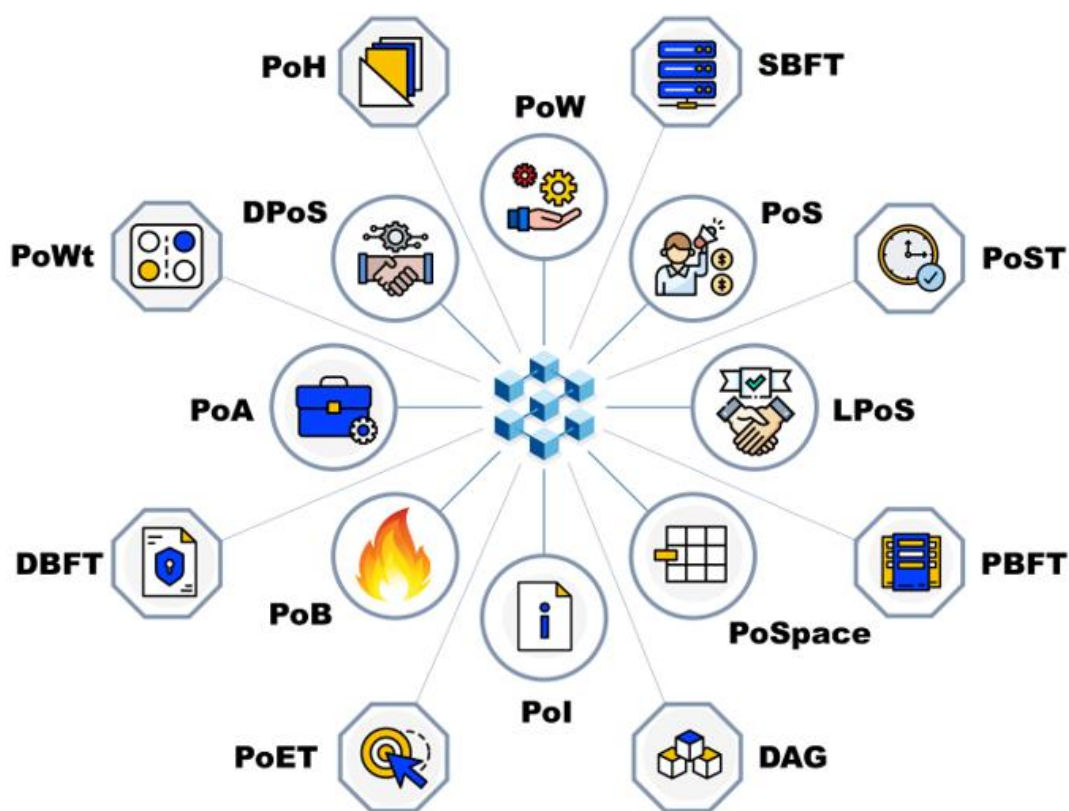 PoH
SBFT
PoW
DPoS
PoS
PoWt
PoST
PoA
LPoS
DBFT
PBFT
PoB
PoSpace
PoI
PoET
DAG